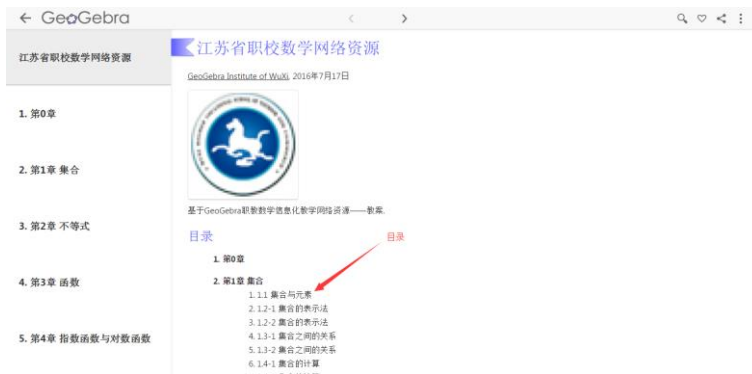 GeoGebra
江苏省职校数学网络资源
1. 第0章
2. 第1章 集合
3. 第2章 不等式
4. 第3章 函数
5. 第4章 指数函数与对数函数
江苏省职校数学网络资源
GeoGebra Institute of WuXi, 2016年7月17日
基于GeoGebra职教数学信息化教学网络资源——教案.
目录
目录
1. 第0章
2. 第1章 集合
1. 1.1 集合与元素
2. 1.2-1 集合的表示法
3. 1.2-2 集合的表示法
4. 1.3-1 集合之间的关系
5. 1.3-2 集合之间的关系
6. 1.4-1 集合的计算